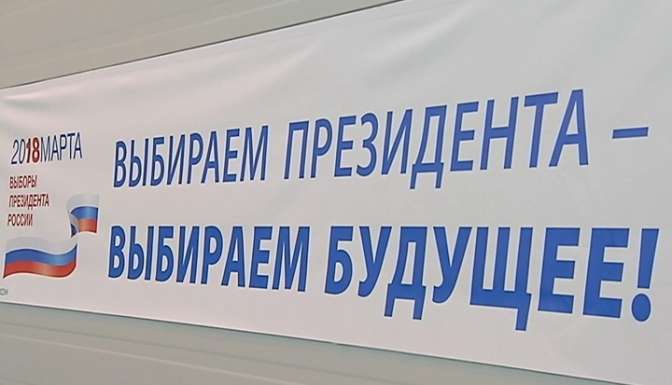 2018МАРТА
ВЫБОРЫ
ПРЕЗИДЕНТА
РОССИИ
ВЫБИРАЕМ ПРЕЗИДЕНТА –
ВЫБИРАЕМ БУДУЩЕЕ!